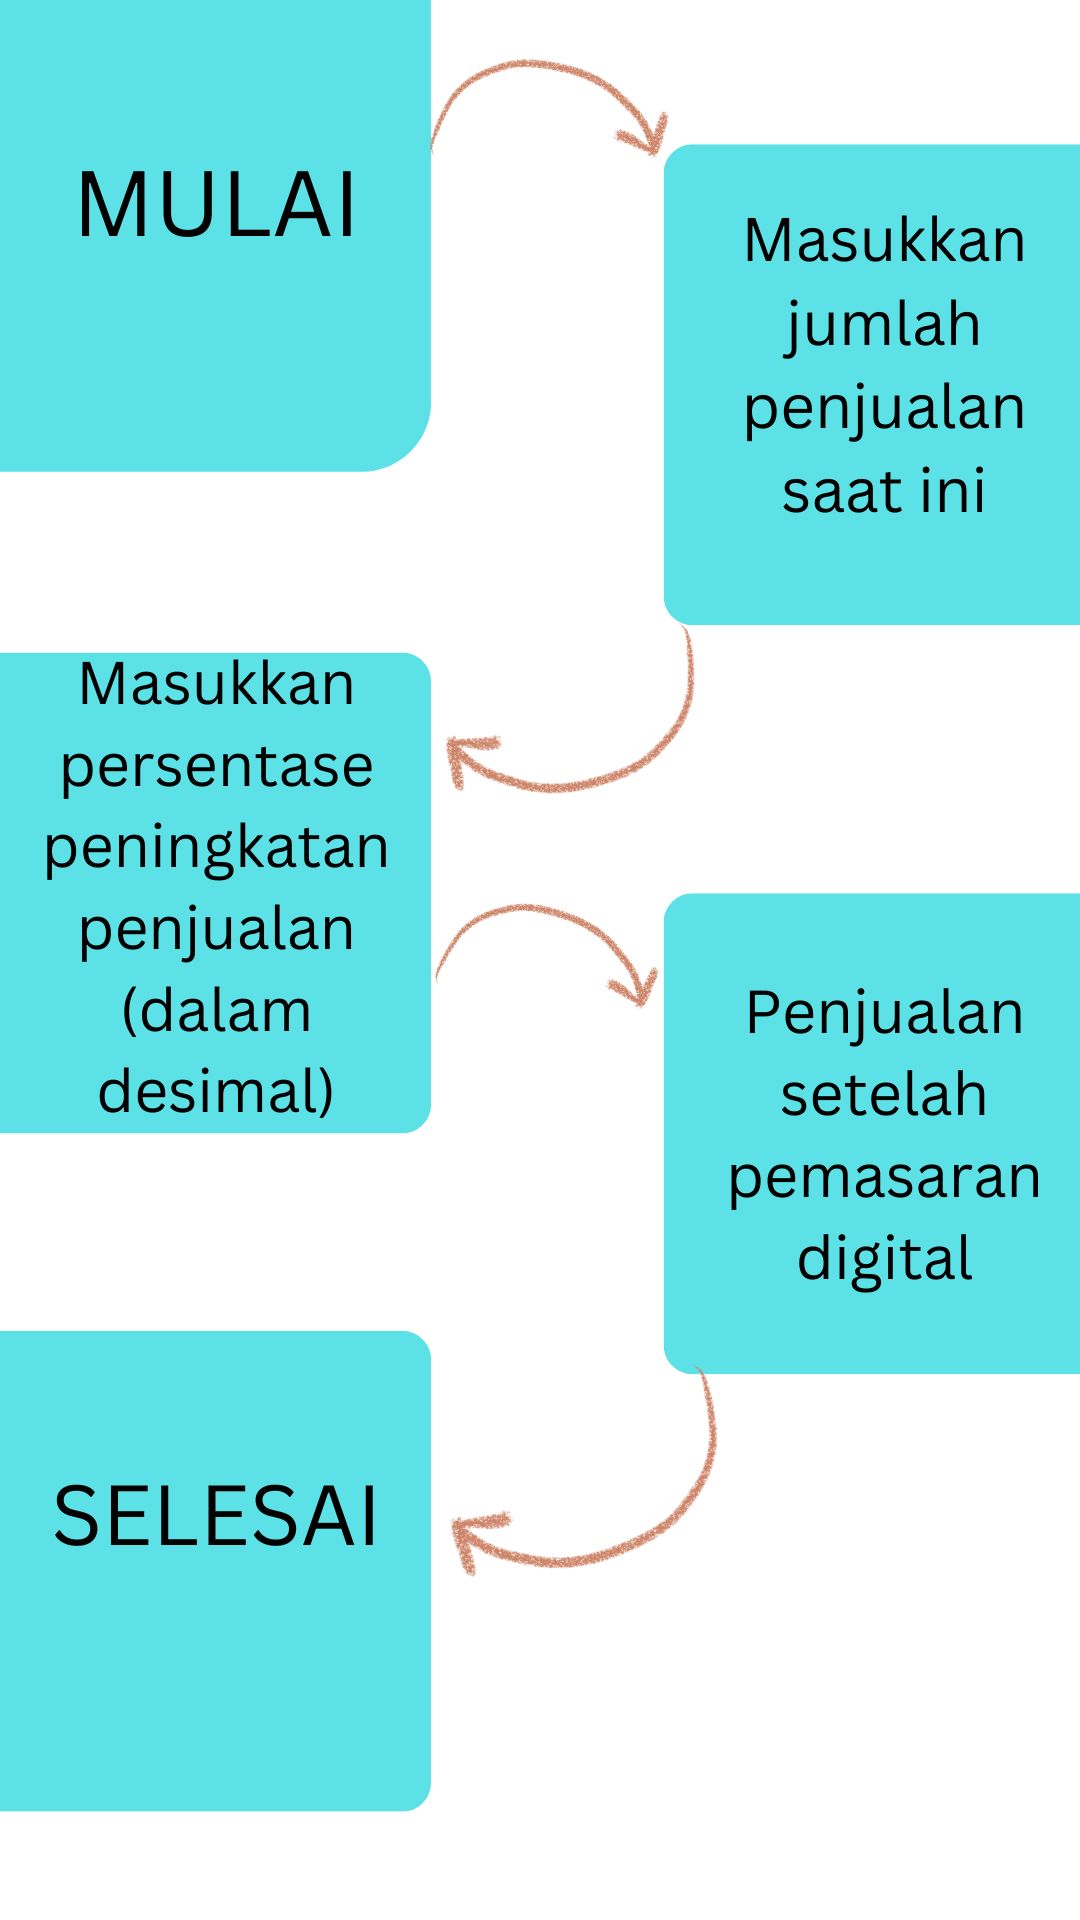 MULAI
Masukkan
jumlah
penjualan
saat ini
Masukkan
persentase
peningkatan
penjualan
(dalam
desimal)
Penjualan
setelah
pemasaran
digital
SELESAI